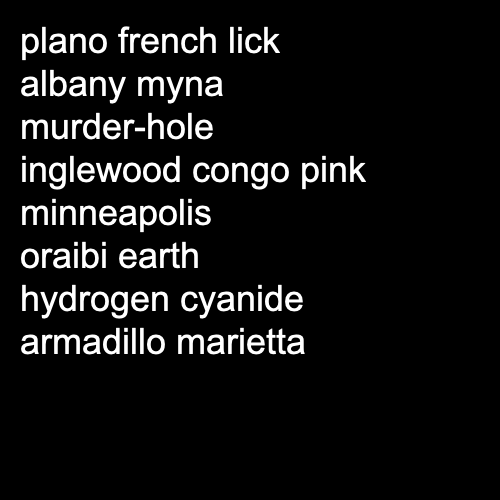 plano french lick
albany myna
murder-hole
inglewood congo pink
minneapolis
oraibi earth
hydrogen cyanide
armadillo marietta